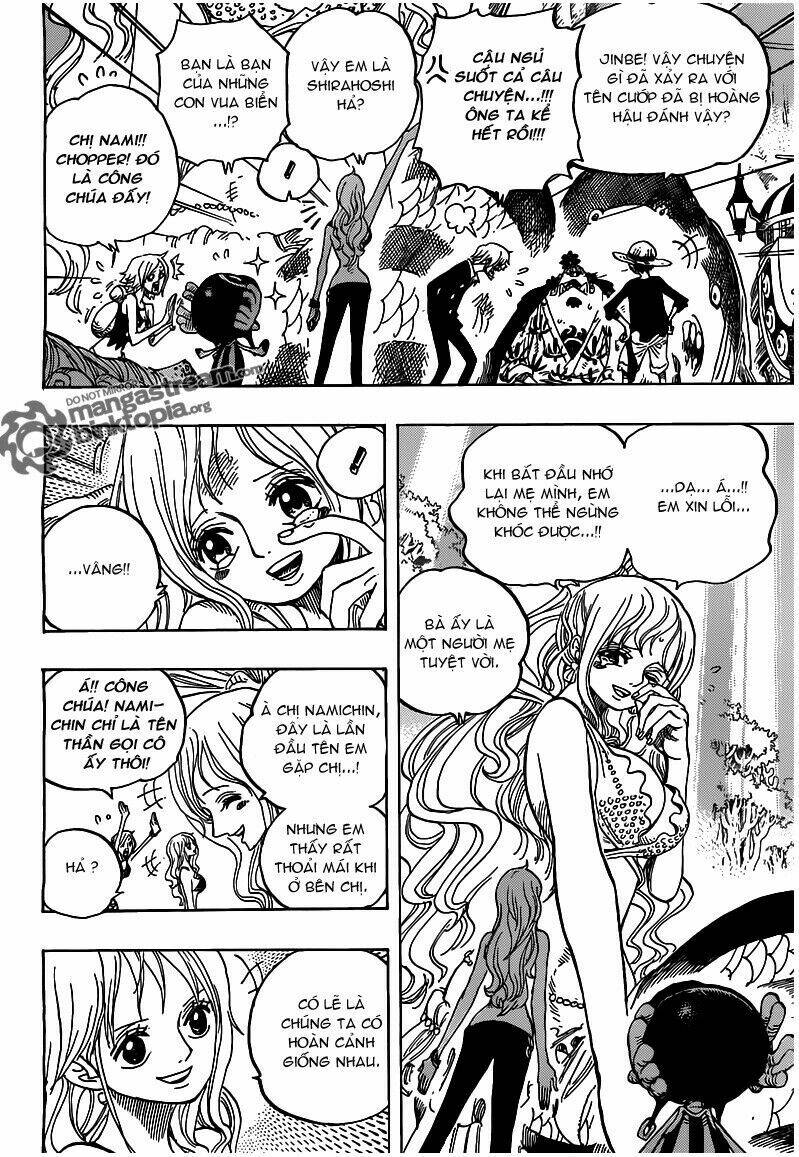 JINBE! VẬY CHUYỆN
GÌ ĐÃ XẢY RA VỚI
TÊN CƯỚP ĐÃ BỊ HOÀNG
HẬU ĐÁNH VẬY?
CẬU NGỦ
SUỐT CẢ CÂU
CHUYỆN...!!!
ÔNG TA KỂ
HẾT RỒI!!!
VẬY EM LÀ
SHIRAHOSHI
HẢ?
BẠN LÀ BẠN
CỦA NHỮNG
CON VUA BIỂN
...!?
CHỊ NAMI!!
CHOPPER! ĐÓ
LÀ CÔNG
CHÚA ĐẤY!
DO NOT MIRROR
mangastream.com
binktopia.org
...DẠ... Á...!!
EM XIN LỖI...
KHI BẤT ĐẦU NHỚ
LẠI MẸ MÌNH, EM
KHÔNG THỂ NGỪNG
KHÓC ĐƯỢC...!!
BÀ ẤY LÀ
MỘT NGƯỜI MẸ
TUYỆT VỜI.
...VÂNG!!
À CHỊ NAMICHIN,
ĐÂY LÀ LẦN
ĐẦU TÊN EM
GẶP CHỊ...!
NHƯNG EM
THẤY RẤT
THOẢI MÁI KHI
Ở BÊN CHỊ.
Á!! CÔNG
CHÚA! NAMI-
CHIN CHỈ LÀ TÊN
THẦN GỌI CÔ
ẤY THÔI!
HẢ ?
CÓ LẼ LÀ
CHÚNG TA CÓ
HOÀN CẢNH
GIỐNG NHAU.